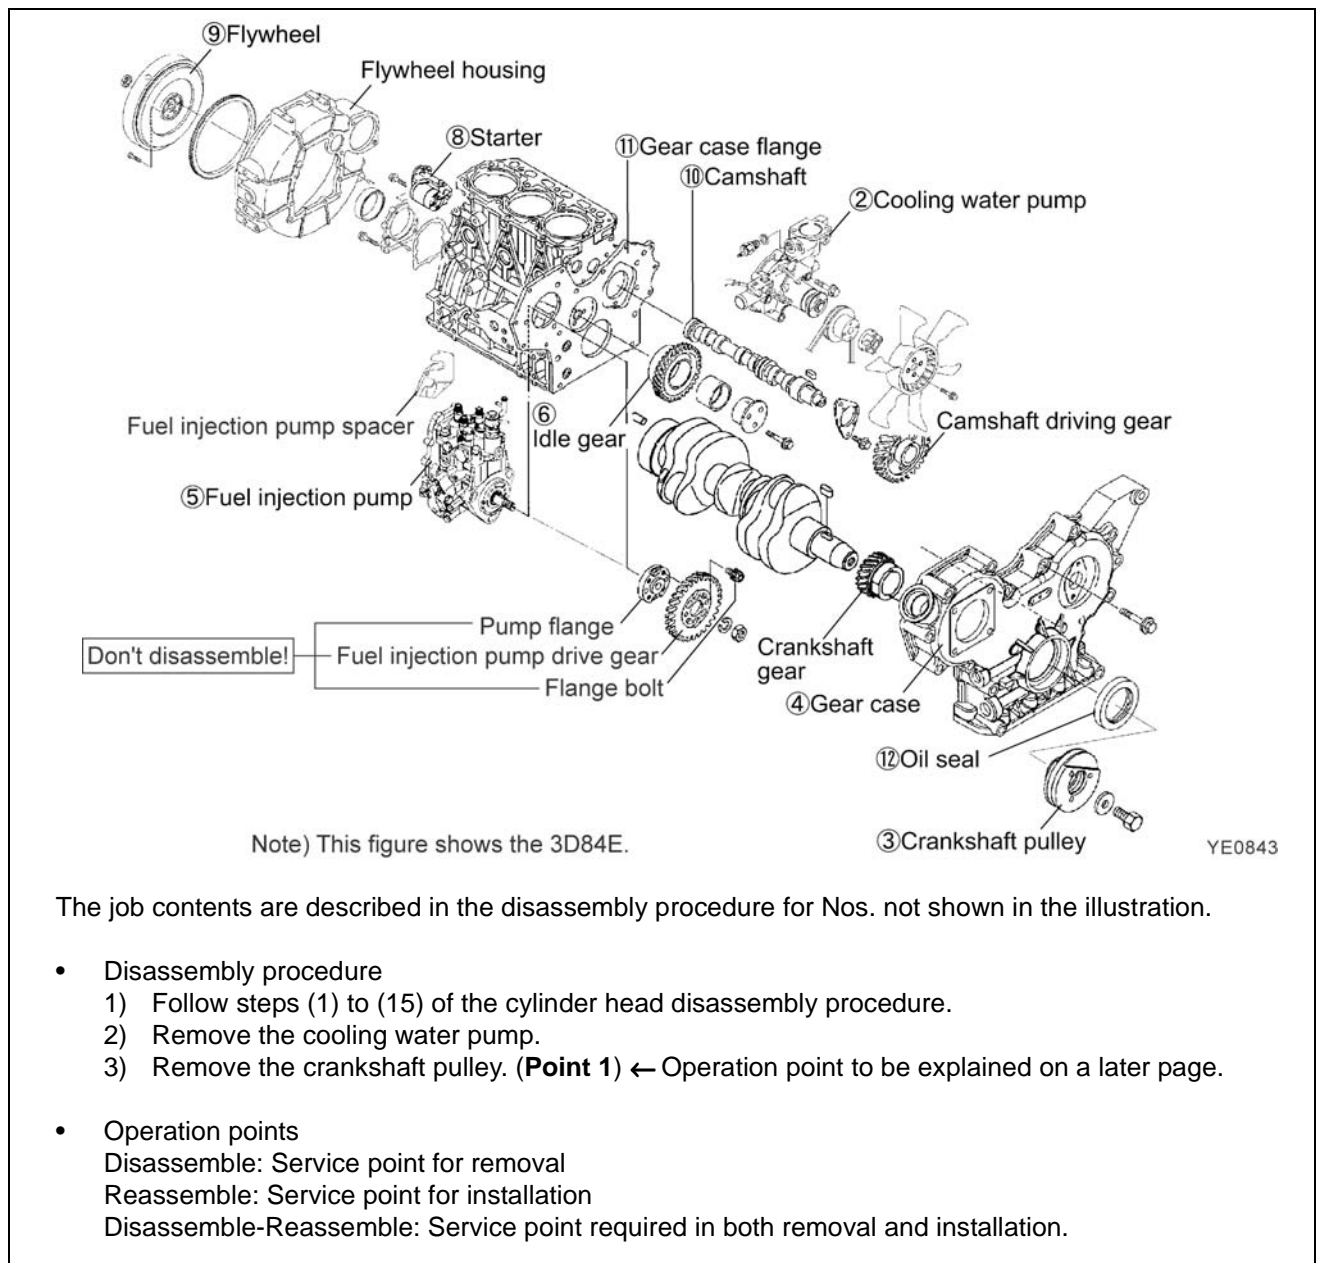 ⑨Flywheel
Flywheel housing
⑧Starter
⑪Gear case flange
⑩Camshaft
②Cooling water pump
Fuel injection pump spacer
⑥
Idle gear
Camshaft driving gear
⑤Fuel injection pump
Pump flange
Don't disassemble!
Fuel injection pump drive gear
Flange bolt
Crankshaft
gear
④Gear case
⑫Oil seal
③Crankshaft pulley
Note) This figure shows the 3D84E.
YE0843
The job contents are described in the disassembly procedure for Nos. not shown in the illustration.
• Disassembly procedure
1) Follow steps (1) to (15) of the cylinder head disassembly procedure.
2) Remove the cooling water pump.
3) Remove the crankshaft pulley. (Point 1) ← Operation point to be explained on a later page.
• Operation points
Disassemble: Service point for removal
Reassemble: Service point for installation
Disassemble-Reassemble: Service point required in both removal and installation.